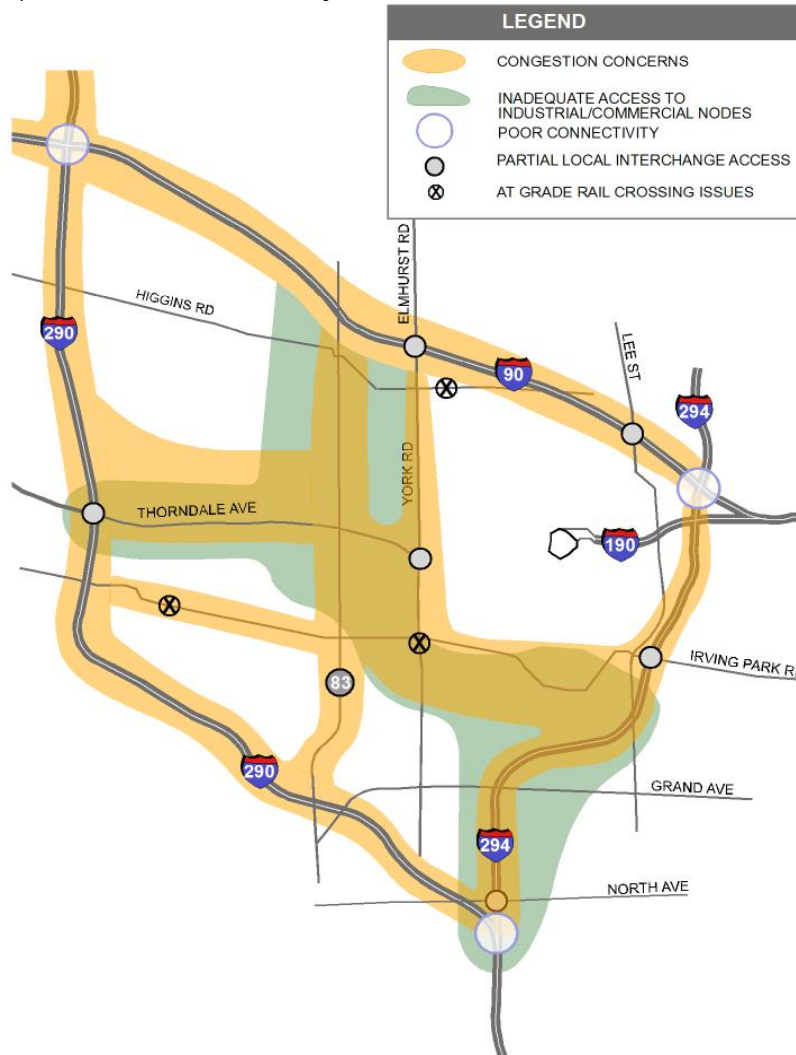 LEGEND
CONGESTION CONCERNS
INADEQUATE ACCESS TO
INDUSTRIAL/COMMERCIAL NODES
POOR CONNECTIVITY
PARTIAL LOCAL INTERCHANGE ACCESS
X
AT GRADE RAIL CROSSING ISSUES
ELMHURST RD
HIGGINS RD
290
LEE ST
90
X
294
YORK RD
THORNDALE AVE
190
X
X
IRVING PARK R
83
290
GRAND AVE
294
NORTH AVE